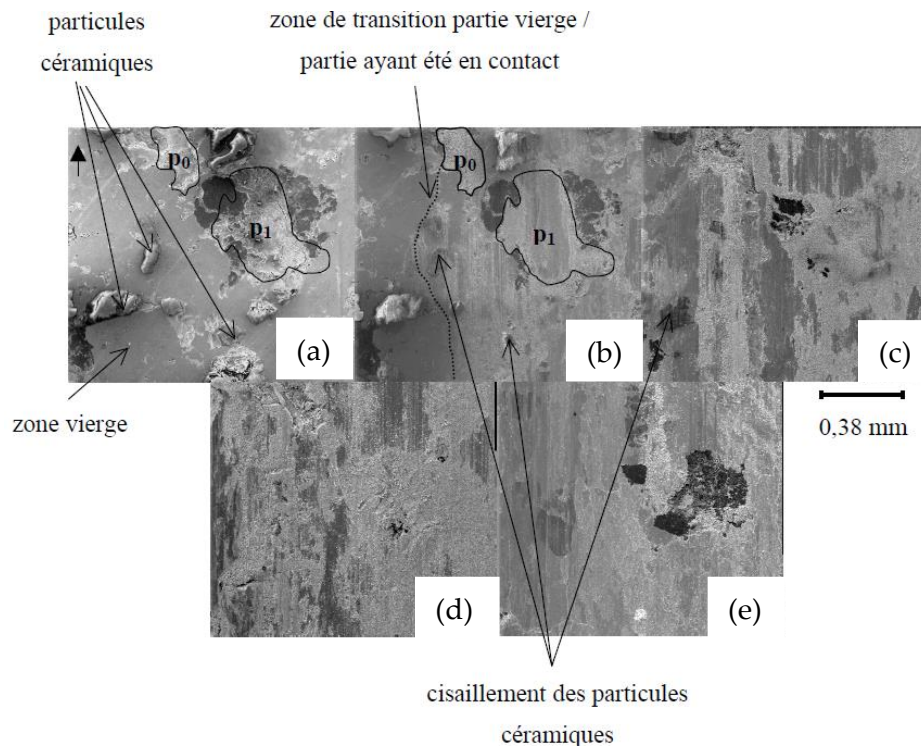 particules
céramiques
zone de transition partie vierge /
partie ayant été en contact
p0
p1
(a)
p0
p1
(b)
(c)
zone vierge
0,38 mm
(d)
(e)
cisaillement des particules
céramiques